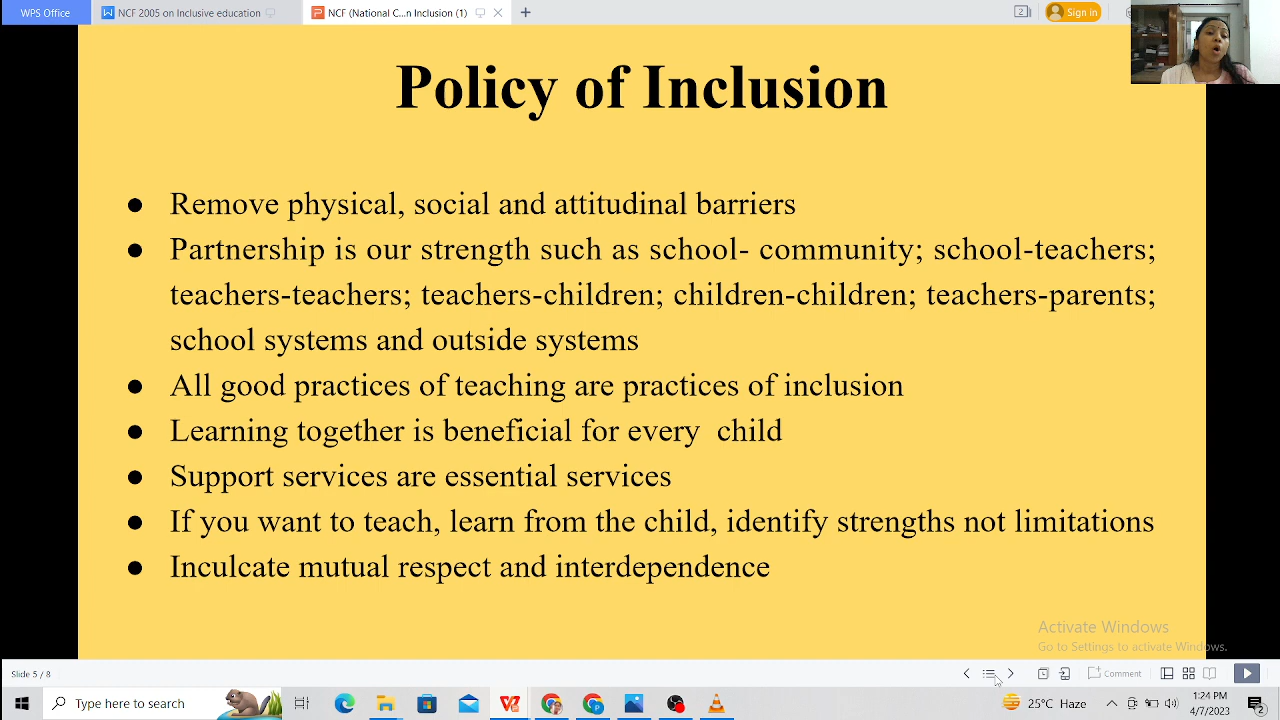 WPS Office
NCF 2005 on Inclusive education
NCF (National C...n Inclusion (1)
Sign in
Policy of Inclusion
● Remove physical, social and attitudinal barriers
● Partnership is our strength such as school- community; school-teachers;
teachers-teachers; teachers-children; children-children; teachers-parents;
school systems and outside systems
● All good practices of teaching are practices of inclusion
● Learning together is beneficial for every  child
● Support services are essential services
● If you want to teach, learn from the child, identify strengths not limitations
● Inculcate mutual respect and interdependence
Activate Windows
Go to Settings to activate Windows.
Slide 5 / 8
Comment
Type here to search
25°C Haze
1:24 PM
4/7/2023
2